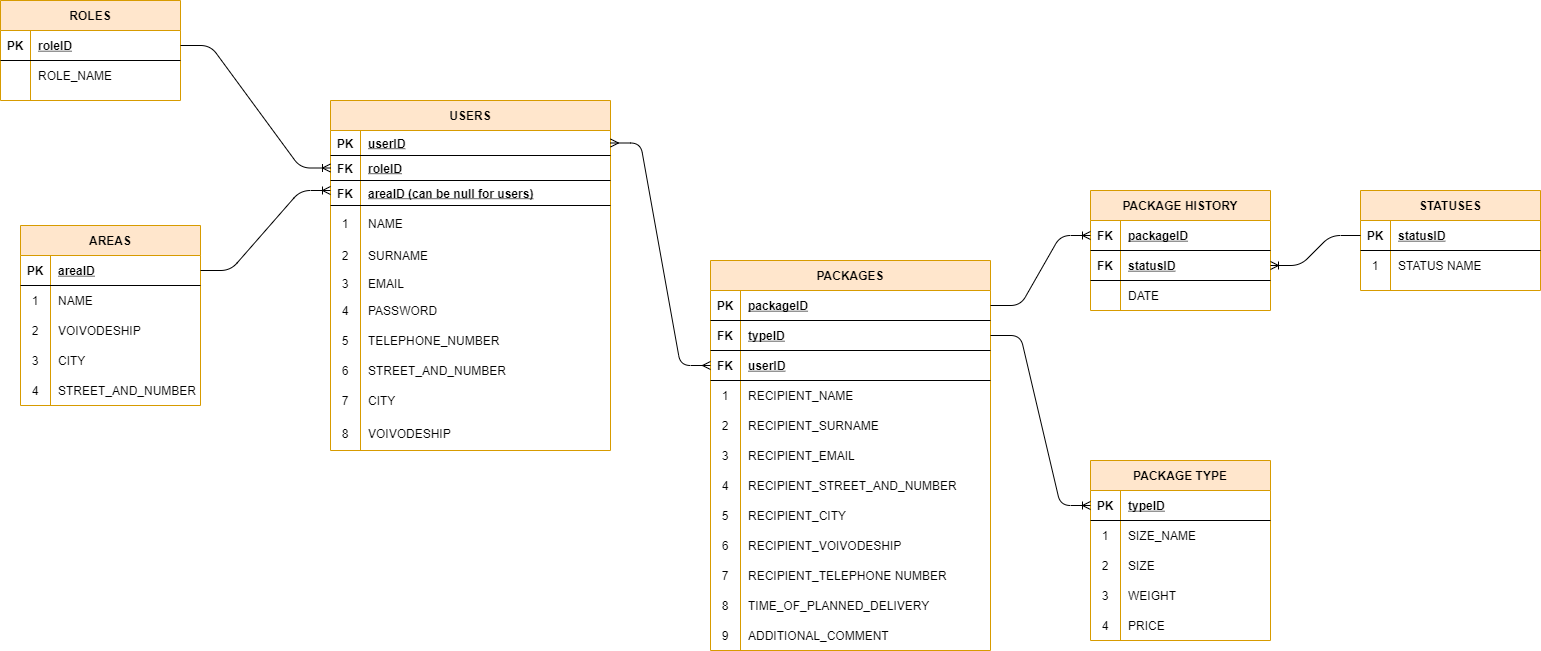 ROLES
PK roleID
ROLE_NAME
AREAS
PK areaID
1 NAME
2 VOIVODESHIP
3 CITY
4 STREET_AND_NUMBER
USERS
PK userID
FK roleID
FK areaID (can be null for users)
1 NAME
2 SURNAME
3 EMAIL
4 PASSWORD
5 TELEPHONE_NUMBER
6 STREET_AND_NUMBER
7 CITY
8 VOIVODESHIP
PACKAGES
PK packageID
FK typeID
FK userID
1 RECIPIENT_NAME
2 RECIPIENT_SURNAME
3 RECIPIENT_EMAIL
4 RECIPIENT_STREET_AND_NUMBER
5 RECIPIENT_CITY
6 RECIPIENT_VOIVODESHIP
7 RECIPIENT_TELEPHONE NUMBER
8 TIME_OF_PLANNED_DELIVERY
9 ADDITIONAL_COMMENT
PACKAGE HISTORY
FK packageID
FK statusID
DATE
STATUSES
PK statusID
1 STATUS NAME
PACKAGE TYPE
PK typeID
1 SIZE_NAME
2 SIZE
3 WEIGHT
4 PRICE